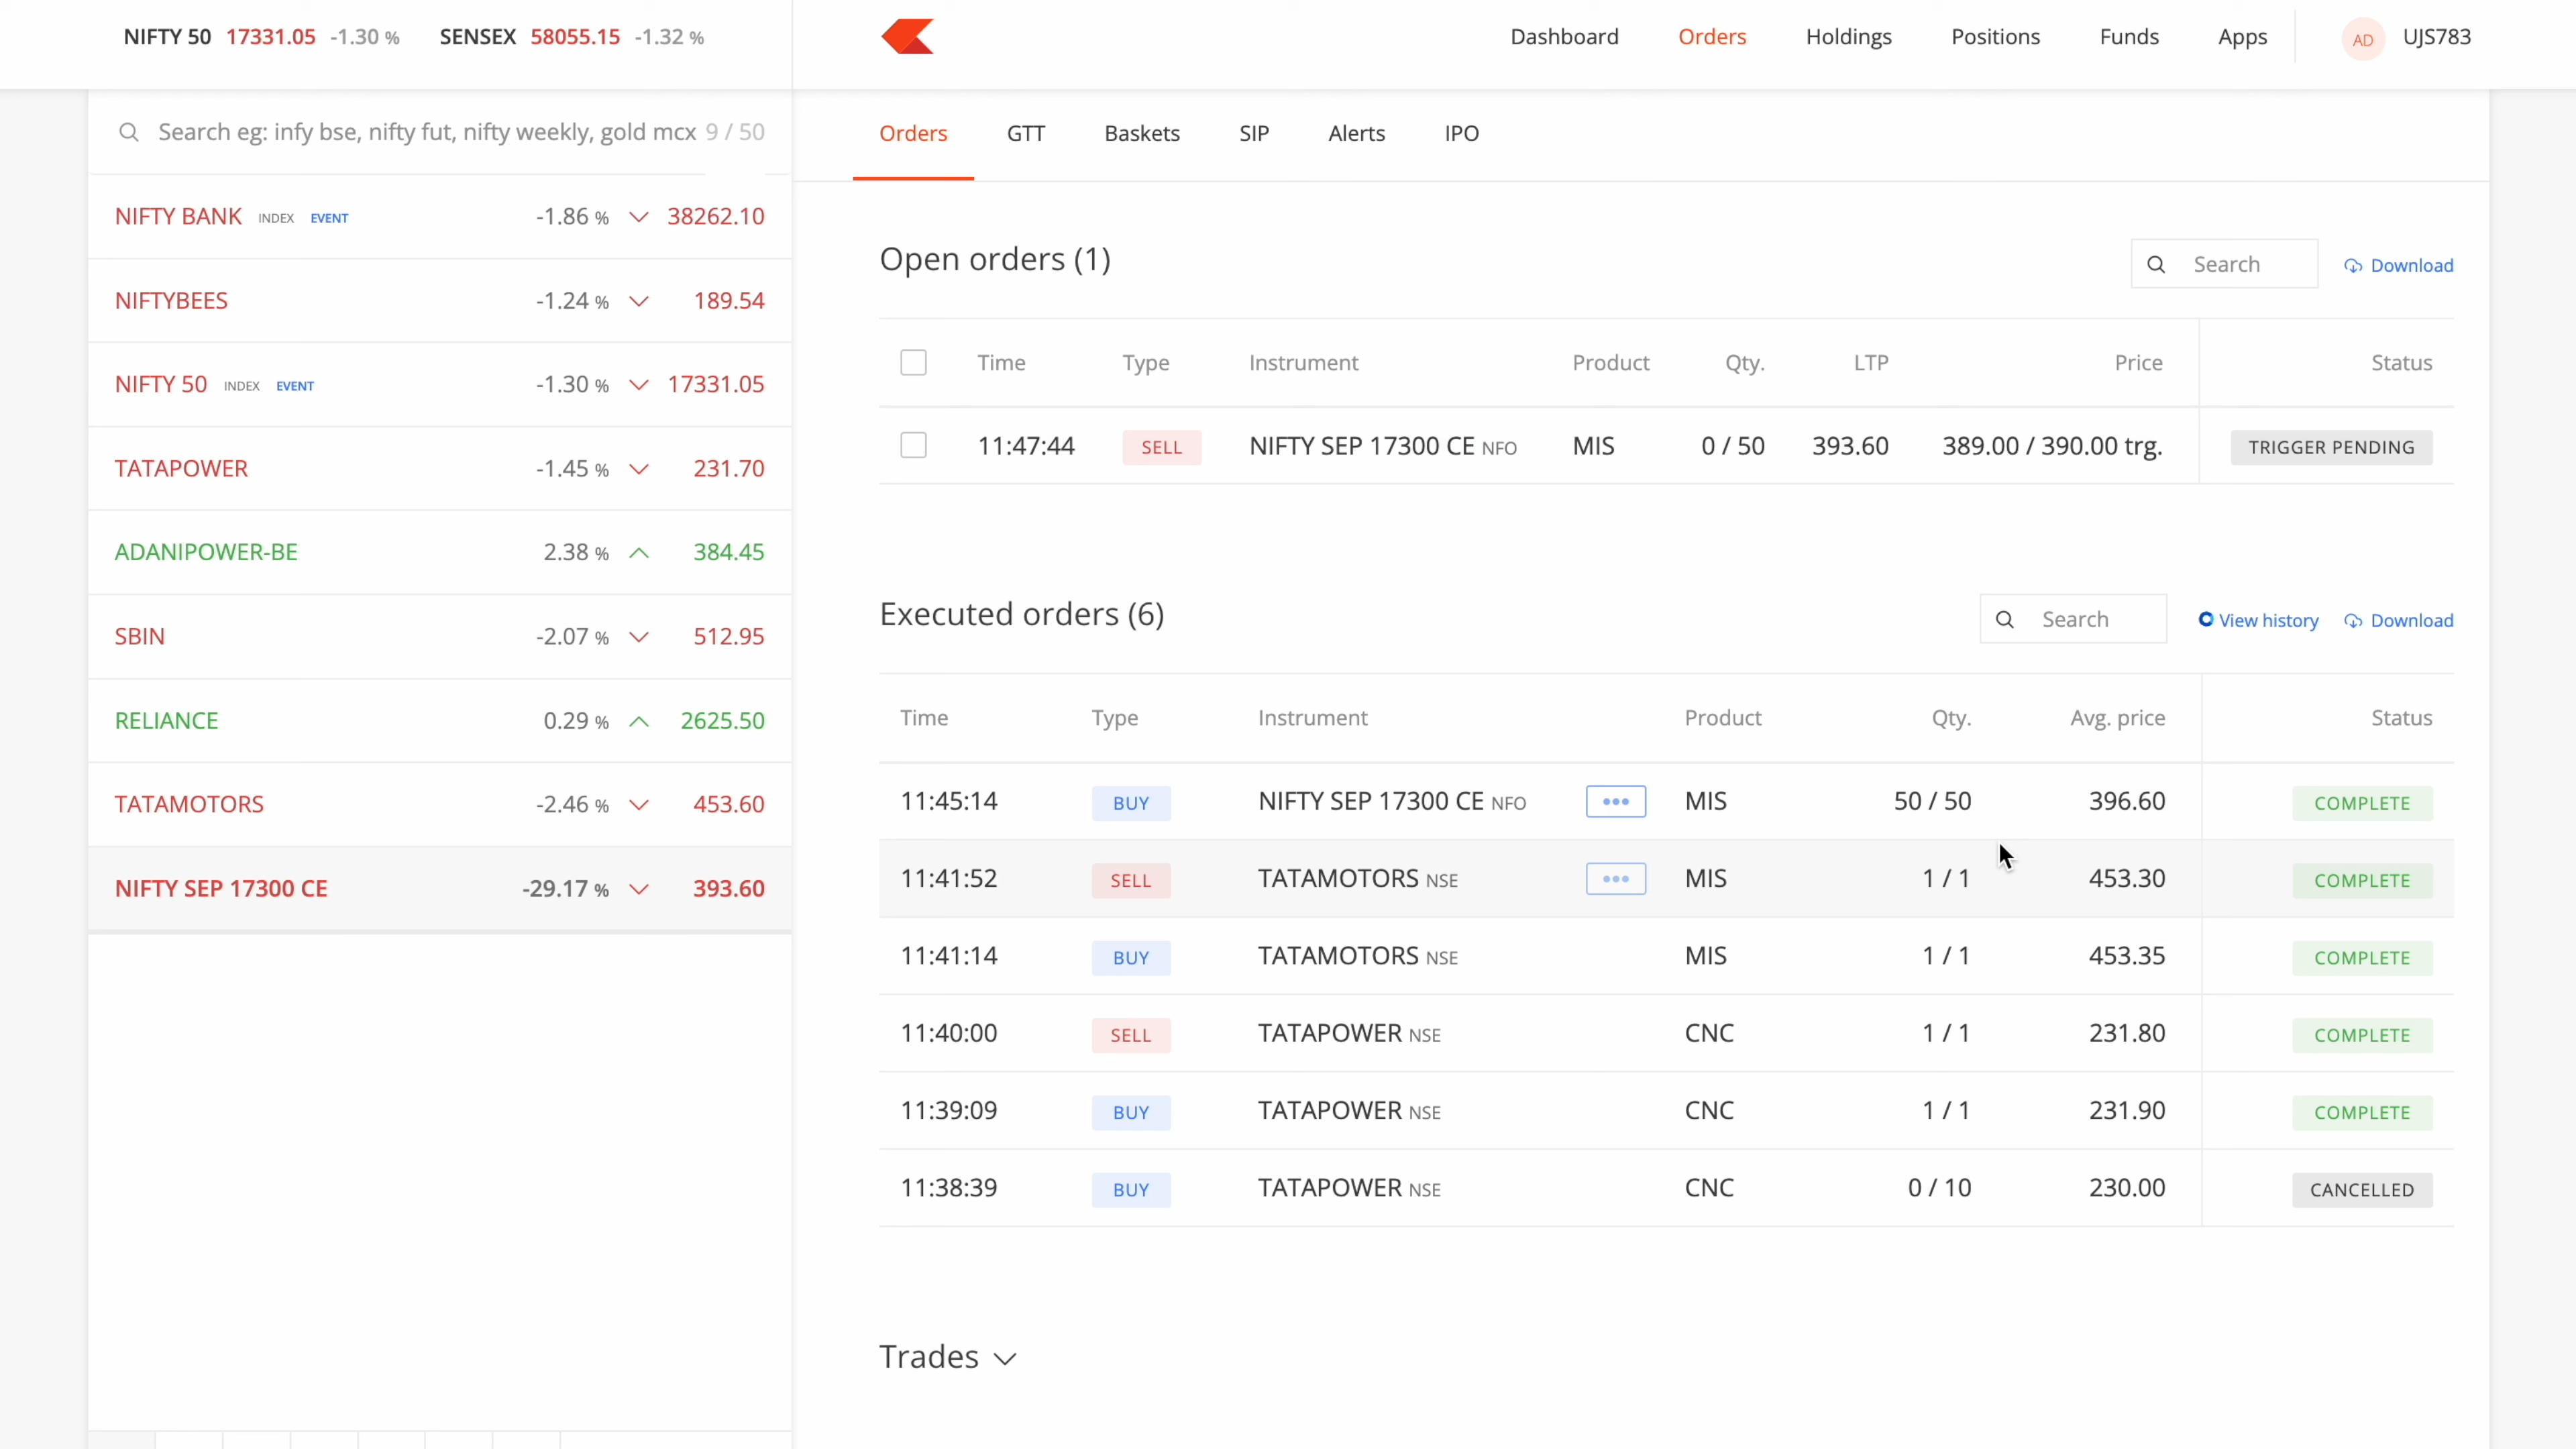 NIFTY 50 17331.05 -1.30 % SENSEX 58055.15 -1.32 %
Dashboard Orders Holdings Positions Funds Apps AD UJS783
Search eg: infy bse, nifty fut, nifty weekly, gold mcx 9 / 50
NIFTY BANK INDEX EVENT -1.86 % 38262.10
NIFTYBEES -1.24 % 189.54
NIFTY 50 INDEX EVENT -1.30 % 17331.05
TATAPOWER -1.45 % 231.70
ADANIPOWER-BE 2.38 % 384.45
SBIN -2.07 % 512.95
RELIANCE 0.29 % 2625.50
TATAMOTORS -2.46 % 453.60
NIFTY SEP 17300 CE -29.17 % 393.60
Orders GTT Baskets SIP Alerts IPO
Open orders (1) Search Download
Time Type Instrument Product Qty. LTP Price Status
11:47:44 SELL NIFTY SEP 17300 CE NFO MIS 0 / 50 393.60 389.00 / 390.00 trg. TRIGGER PENDING
Executed orders (6) Search View history Download
Time Type Instrument Product Qty. Avg. price Status
11:45:14 BUY NIFTY SEP 17300 CE NFO MIS 50 / 50 396.60 COMPLETE
11:41:52 SELL TATAMOTORS NSE MIS 1 / 1 453.30 COMPLETE
11:41:14 BUY TATAMOTORS NSE MIS 1 / 1 453.35 COMPLETE
11:40:00 SELL TATAPOWER NSE CNC 1 / 1 231.80 COMPLETE
11:39:09 BUY TATAPOWER NSE CNC 1 / 1 231.90 COMPLETE
11:38:39 BUY TATAPOWER NSE CNC 0 / 10 230.00 CANCELLED
Trades